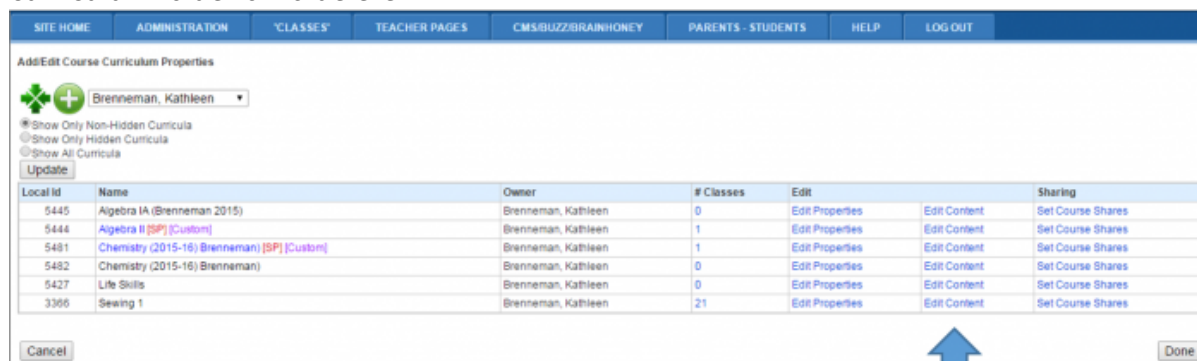 SITE HOME ADMINISTRATION 'CLASSES' TEACHER PAGES CMS/BUZZ/BRAINHONEY PARENTS - STUDENTS HELP LOG OUT
Add/Edit Course Curriculum Properties
Brenneman, Kathleen
Show Only Non-Hidden Curricula
Show Only Hidden Curricula
Show All Curricula
Update
Local Id Name Owner # Classes Edit Sharing
5445 Algebra IA (Brenneman 2015) Brenneman, Kathleen 0 Edit Properties Edit Content Set Course Shares
5444 Algebra II [SP] [Custom] Brenneman, Kathleen 1 Edit Properties Edit Content Set Course Shares
5481 Chemistry (2015-16) Brenneman) [SP] [Custom] Brenneman, Kathleen 1 Edit Properties Edit Content Set Course Shares
5482 Chemistry (2015-16) Brenneman) Brenneman, Kathleen 0 Edit Properties Edit Content Set Course Shares
5427 Life Skills Brenneman, Kathleen 0 Edit Properties Edit Content Set Course Shares
3366 Sewing 1 Brenneman, Kathleen 21 Edit Properties Edit Content Set Course Shares
Cancel Done